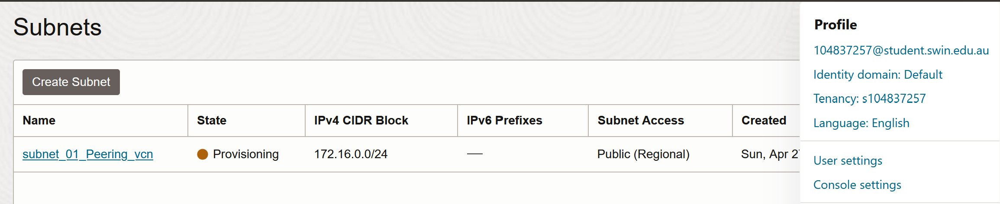 Subnets
Create Subnet
Name State IPv4 CIDR Block IPv6 Prefixes Subnet Access Created
subnet_01_Peering_vcn Provisioning 172.16.0.0/24 — Public (Regional) Sun, Apr 27
Profile
104837257@student.swin.edu.au
Identity domain: Default
Tenancy: s104837257
Language: English
User settings
Console settings